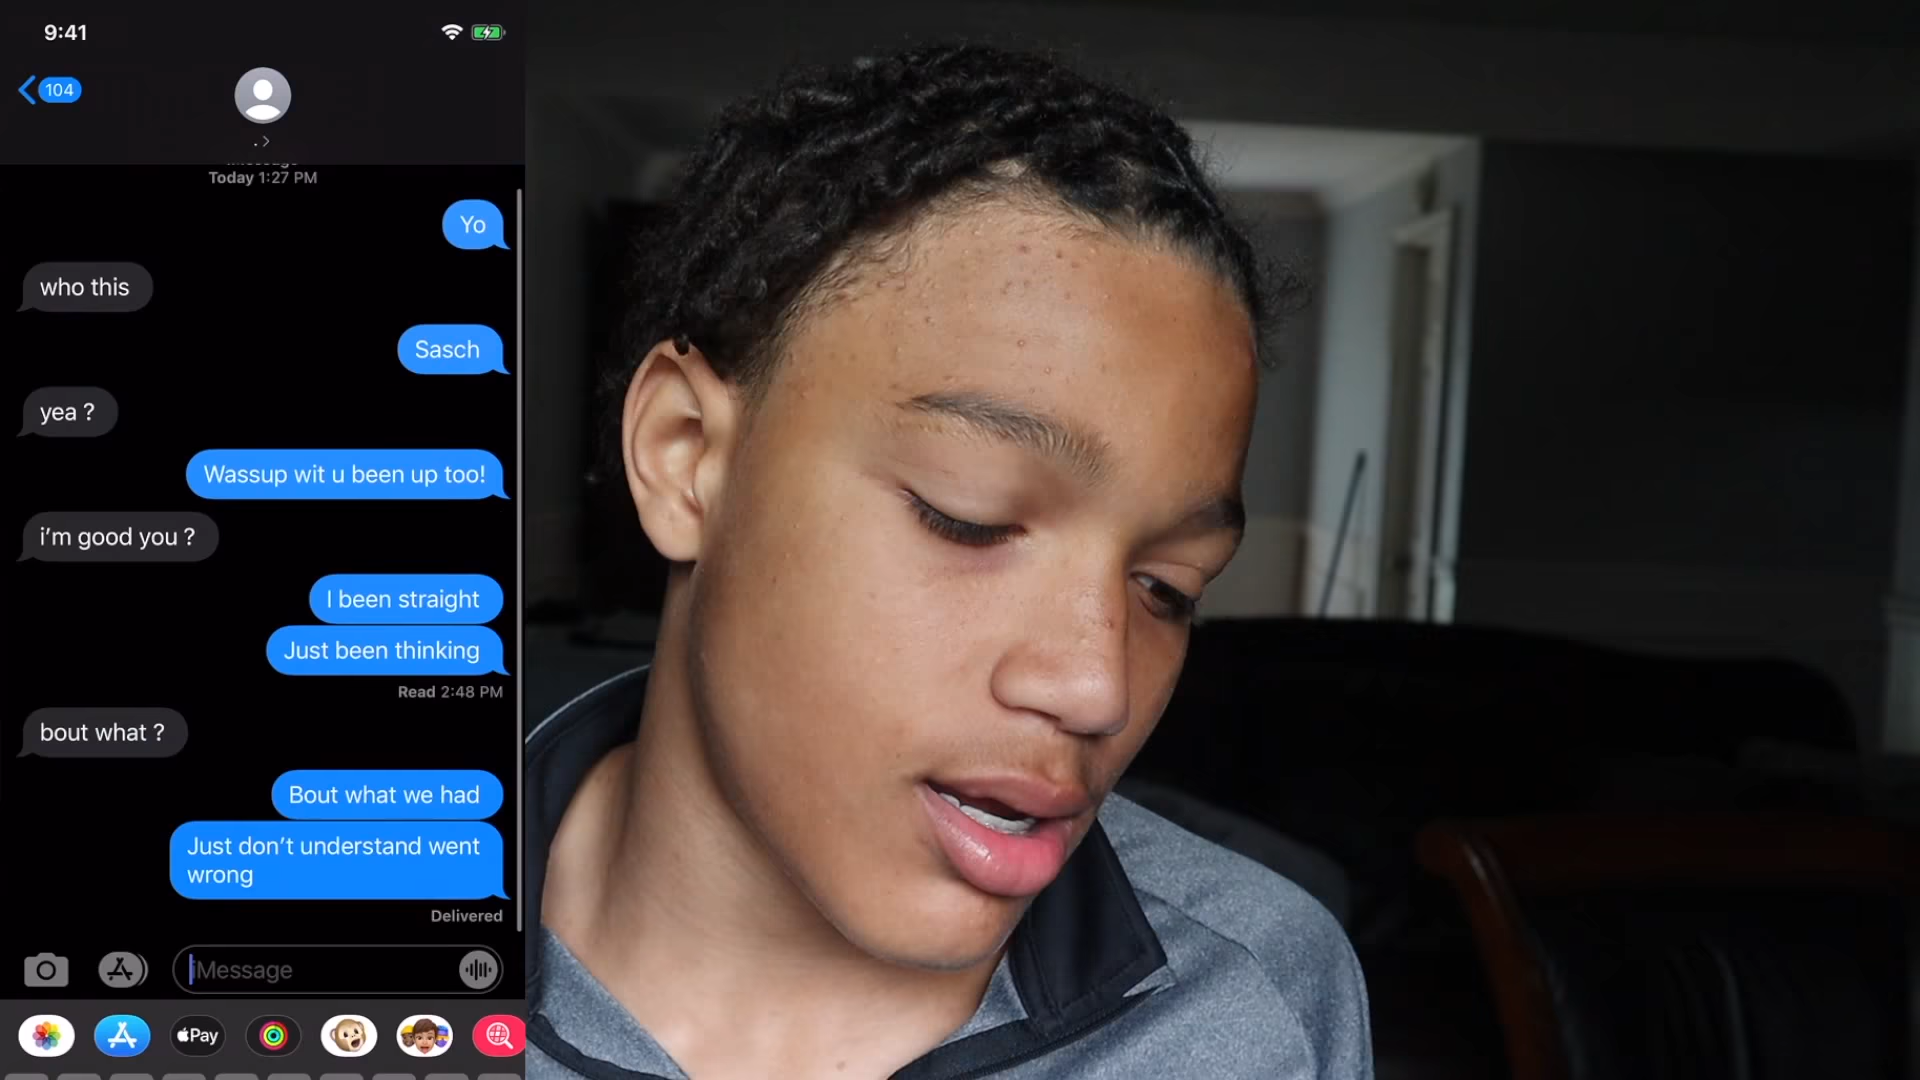 9:41
104
.
Today 1:27 PM
Yo
who this
Sasch
yea ?
Wassup wit u been up too!
i'm good you ?
I been straight
Just been thinking
Read 2:48 PM
bout what ?
Bout what we had
Just don't understand went
wrong
Delivered
iMessage
Pay